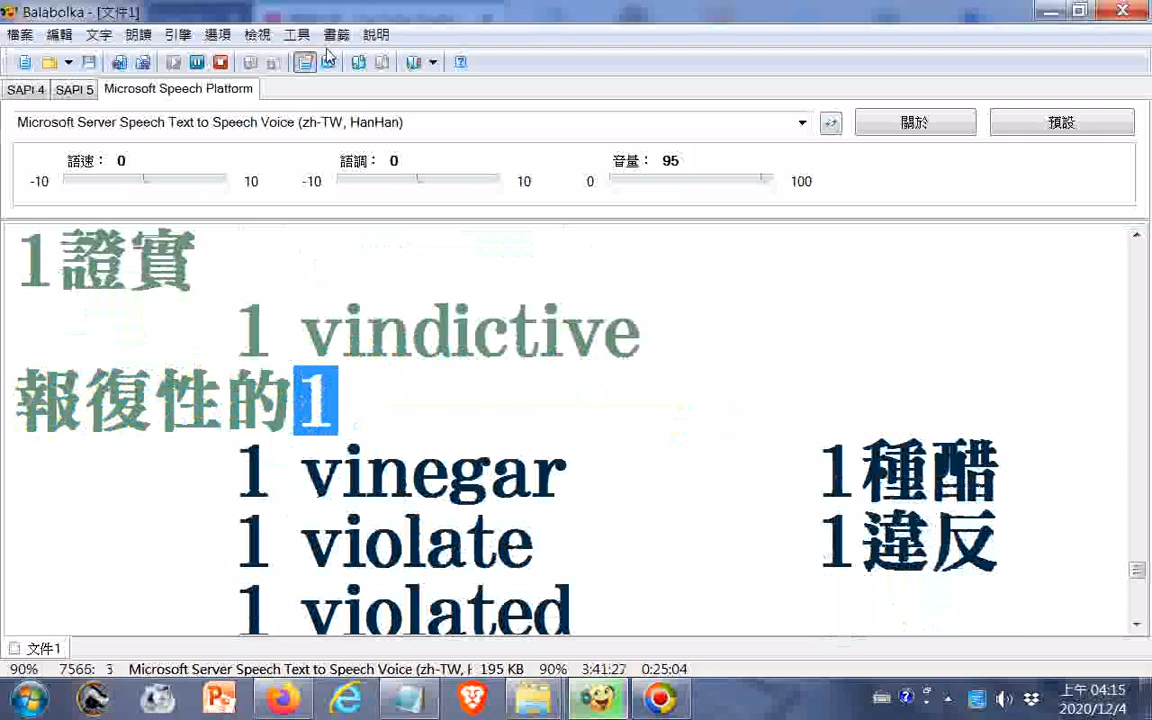 Balabolka - [文件1]
檔案 編輯 文字 朗讀 引擎 選項 檢視 工具 書籤 說明
SAPI 4 SAPI 5 Microsoft Speech Platform
Microsoft Server Speech Text to Speech Voice (zh-TW, HanHan) 關於 預設
語速： 0 語調： 0 音量： 95
-10 10 -10 10 0 100
1證實
1 vindictive
報復性的1
1 vinegar 1種醋
1 violate 1違反
1 violated
文件1
90% 7566: Microsoft Server Speech Text to Speech Voice (zh-TW, 195 KB 90% 3:41:27 0:25:04
上午 04:15
2020/12/4